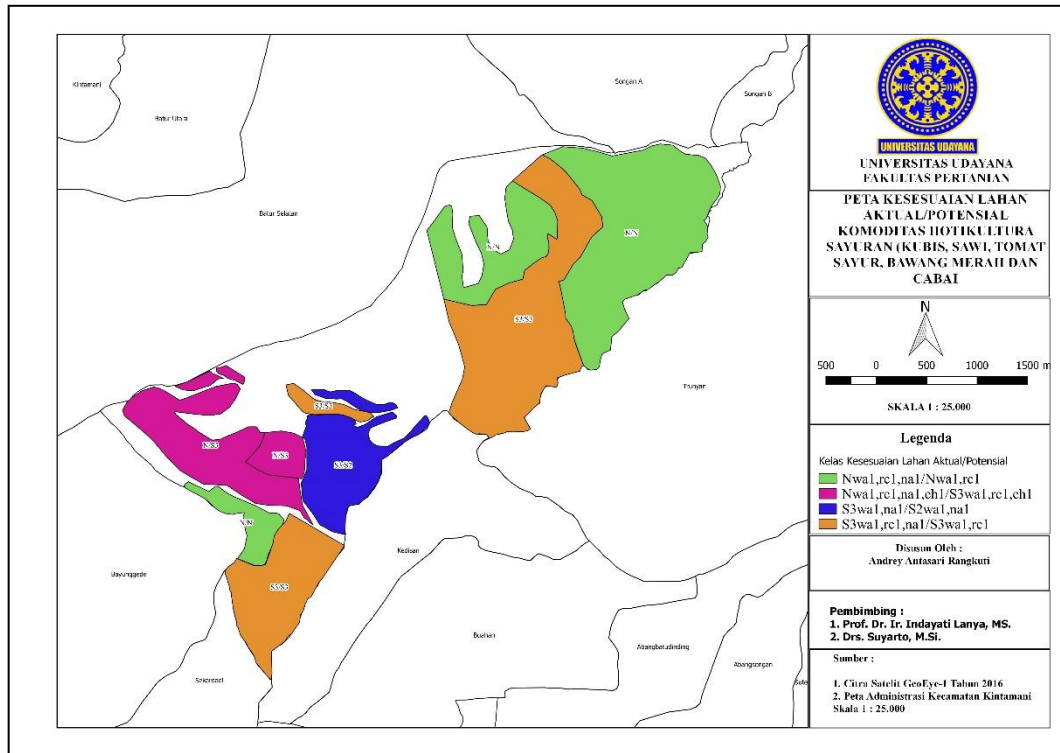 Kintamani
Batur Utara
Songan A
Songan B
Batur Selatan
N/N
N/N
S3/S3
Trunyan
S3/S3
N/S3
N/S3
S3/S2
N/N
S3/S3
Kedisan
Bayunggede
Buahan
Abangbatudinding
Abangsongan
Sekardadi
UNIVERSITAS UDAYANA
UNIVERSITAS UDAYANA
FAKULTAS PERTANIAN
PETA KESESUAIAN LAHAN
AKTUAL/POTENSIAL
KOMODITAS HOTIKULTURA
SAYURAN (KUBIS, SAWI, TOMAT
SAYUR, BAWANG MERAH DAN
CABAI
N
500 0 500 1000 1500 m
SKALA 1 : 25.000
Legenda
Kelas Kesesuaian Lahan Aktual/Potensial
Nwa1,rc1,na1/Nwa1,rc1
Nwa1,rc1,na1,eh1/S3wa1,rc1,eh1
S3wa1,na1/S2wa1,na1
S3wa1,rc1,na1/S3wa1,rc1
Disusun Oleh :
Andrey Antasari Rangkuti
Pembimbing :
1. Prof. Dr. Ir. Indayati Lanya, MS.
2. Drs. Suyarto, M.Si.
Sumber :
1. Citra Satelit GeoEye-1 Tahun 2016
2. Peta Administrasi Kecamatan Kintamani
Skala 1 : 25.000